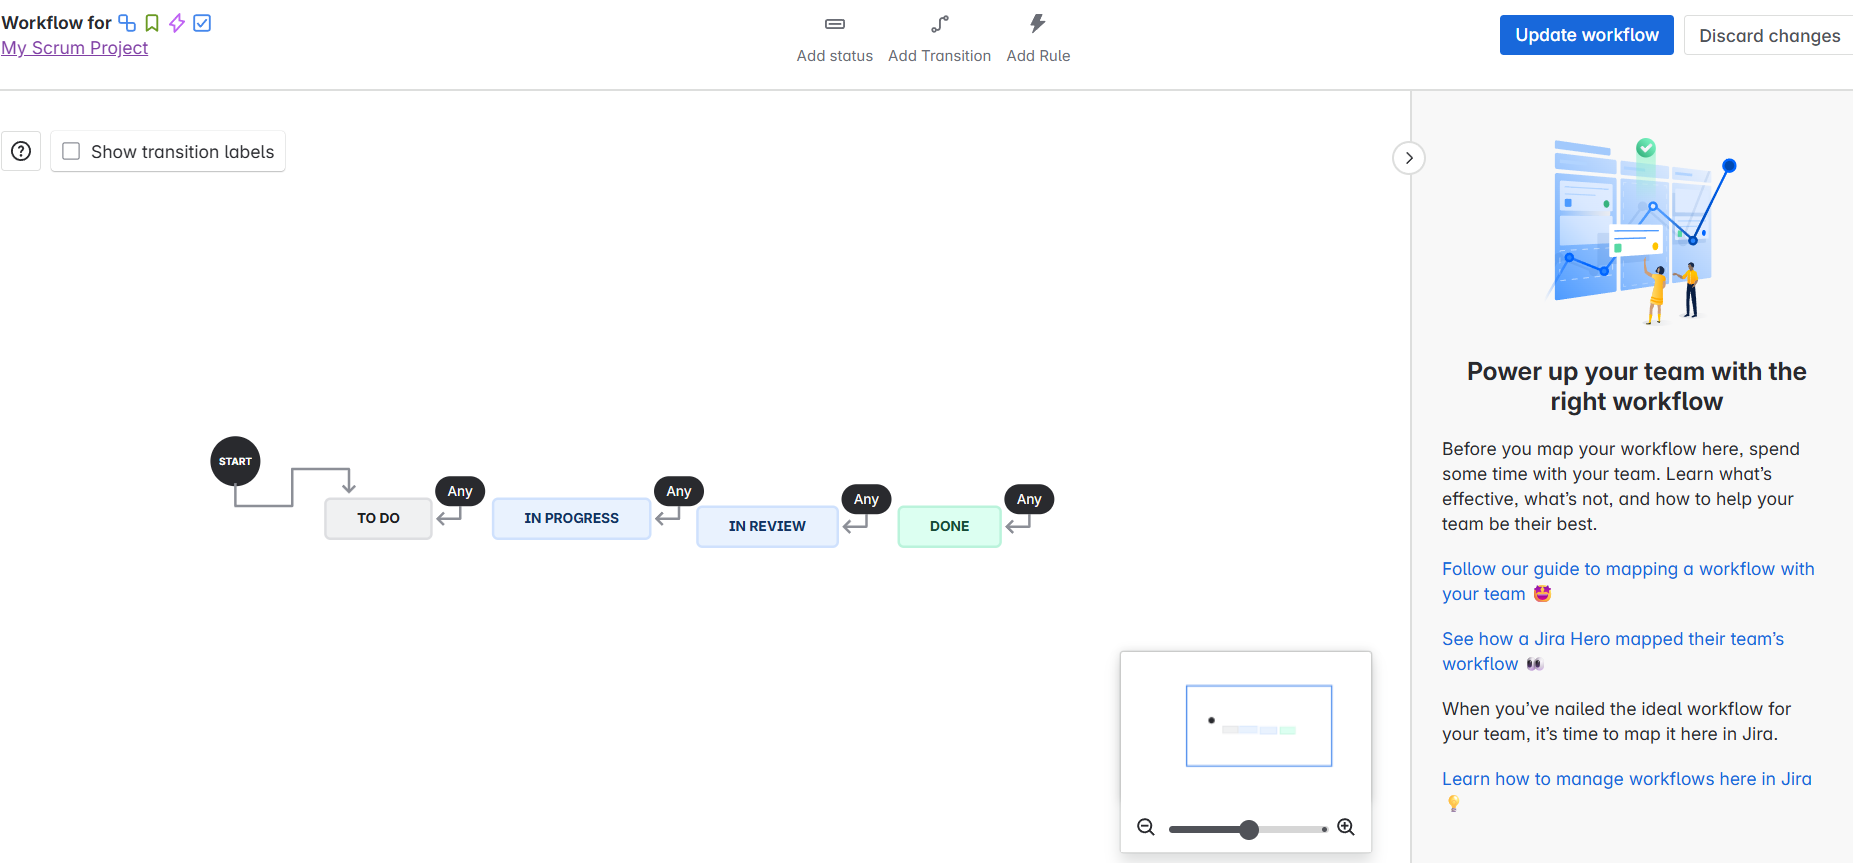 Workflow for
My Scrum Project
Add status
Add Transition
Add Rule
Update workflow
Discard changes
Show transition labels
START
TO DO
Any
IN PROGRESS
Any
IN REVIEW
Any
DONE
Any
Power up your team with the
right workflow
Before you map your workflow here, spend
some time with your team. Learn what’s
effective, what’s not, and how to help your
team be their best.
Follow our guide to mapping a workflow with
your team 🤩
See how a Jira Hero mapped their team’s
workflow 👀
When you’ve nailed the ideal workflow for
your team, it’s time to map it here in Jira.
Learn how to manage workflows here in Jira
💡